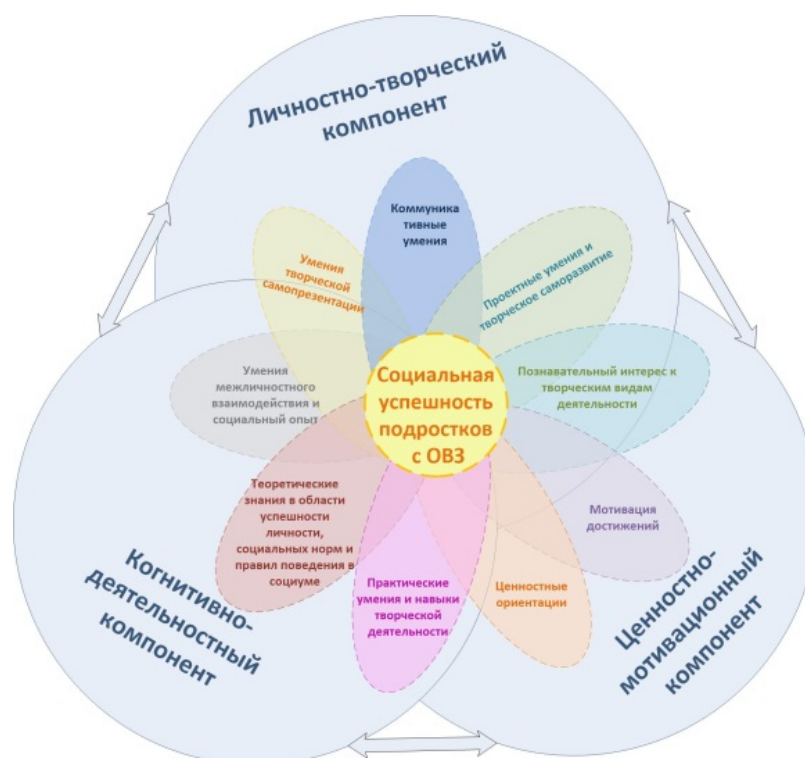 Личностно-творческий
компонент
Коммуника
тивные
умения
Умения
творческой
самопрезентации
Проектные умения и
творческое саморазвитие
Умения
межличностного
взаимодействия и
социальный опыт
Социальная
успешность
подростков
с ОВЗ
Познавательный интерес к
творческим видам
деятельности
Теоретические
знания в области
успешности
личности,
социальных норм и
правил поведения в
социуме
Мотивация
достижений
Практические
умения и навыки
творческой
деятельности
Ценностные
ориентации
Когнитивно-
деятельностный
компонент
Ценностно-
мотивационный
компонент